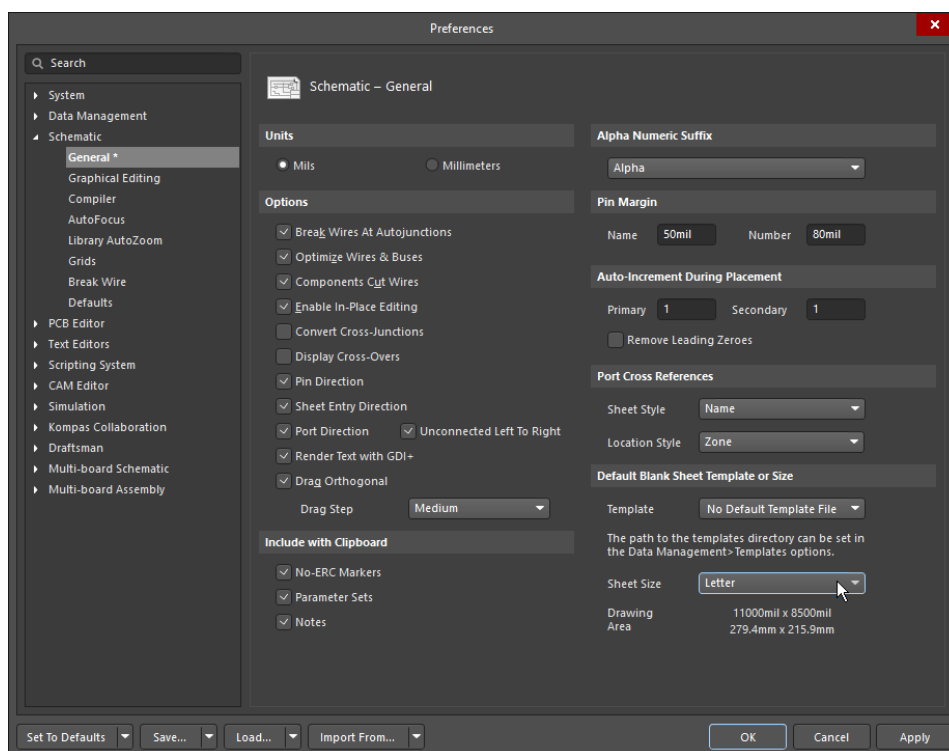 Preferences
Search
System
Data Management
Schematic
General *
Graphical Editing
Compiler
AutoFocus
Library AutoZoom
Grids
Break Wire
Defaults
PCB Editor
Text Editors
Scripting System
CAM Editor
Simulation
Kompas Collaboration
Draftsman
Multi-board Schematic
Multi-board Assembly
Schematic – General
Units
Mils Millimeters
Options
Break Wires At Autojunctions
Optimize Wires & Buses
Components Cut Wires
Enable In-Place Editing
Convert Cross-Junctions
Display Cross-Overs
Pin Direction
Sheet Entry Direction
Port Direction Unconnected Left To Right
Render Text with GDI+
Drag Orthogonal
Drag Step Medium
Include with Clipboard
No-ERC Markers
Parameter Sets
Notes
Alpha Numeric Suffix
Alpha
Pin Margin
Name 50mil Number 80mil
Auto-Increment During Placement
Primary 1 Secondary 1
Remove Leading Zeroes
Port Cross References
Sheet Style Name
Location Style Zone
Default Blank Sheet Template or Size
Template No Default Template File
The path to the templates directory can be set in
the Data Management>Templates options.
Sheet Size Letter
Drawing Area 11000mil x 8500mil
279.4mm x 215.9mm
Set To Defaults Save... Load... Import From... OK Cancel Apply